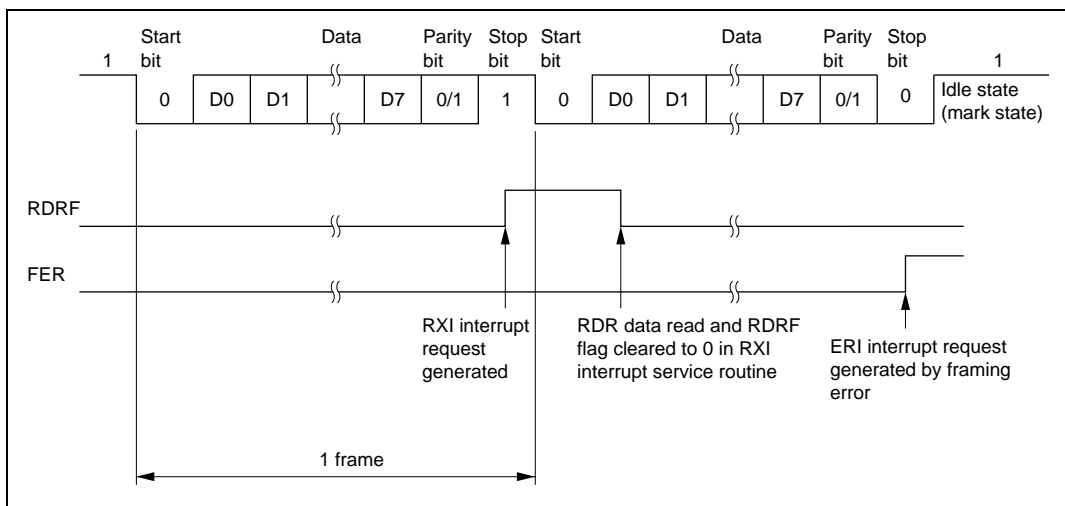 Start Data Parity Stop Start Data Parity Stop
1 bit bit bit bit bit bit 1
0 D0 D1 D7 0/1 1 0 D0 D1 D7 0/1 0 Idle state
(mark state)
RDRF
FER
RXI interrupt
request
generated
RDR data read and RDRF
flag cleared to 0 in RXI
interrupt service routine
ERI interrupt request
generated by framing
error
1 frame